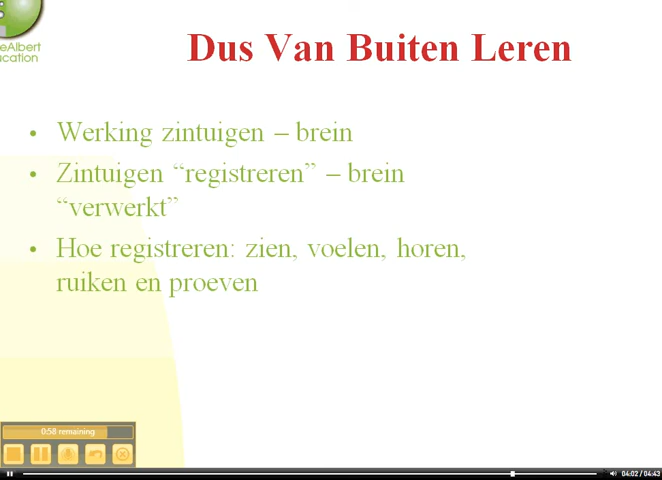 eAlbert
cation
Dus Van Buiten Leren
• Werking zintuigen – brein
• Zintuigen “registreren” – brein
“verwerkt”
• Hoe registreren: zien, voelen, horen,
ruiken en proeven
0:58 remaining
04:02 / 04:43